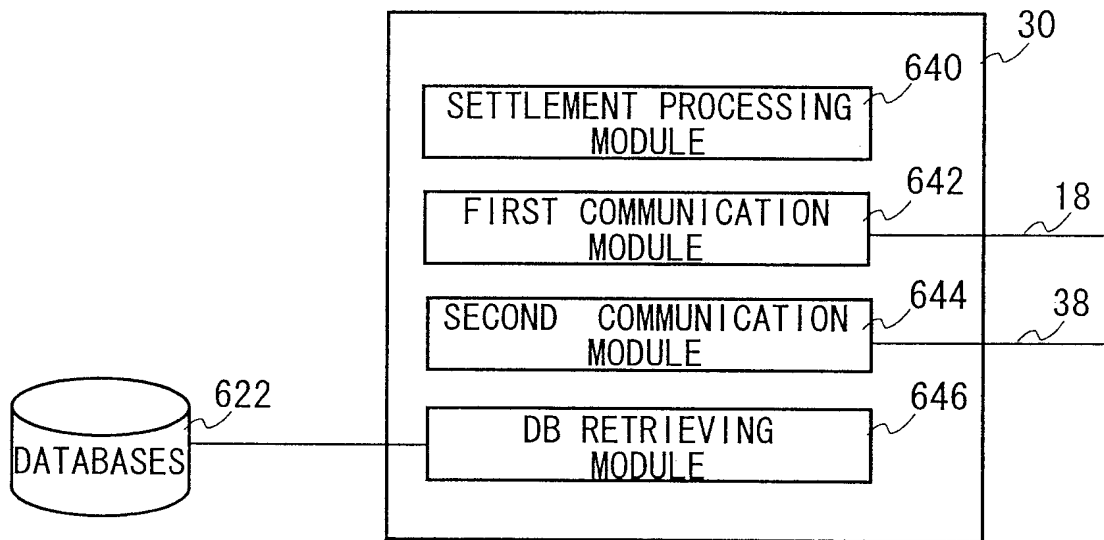 30
640
SETTLEMENT PROCESSING
MODULE
642
FIRST COMMUNICATION
MODULE
18
644
SECOND COMMUNICATION
MODULE
38
622
DATABASES
646
DB RETRIEVING
MODULE